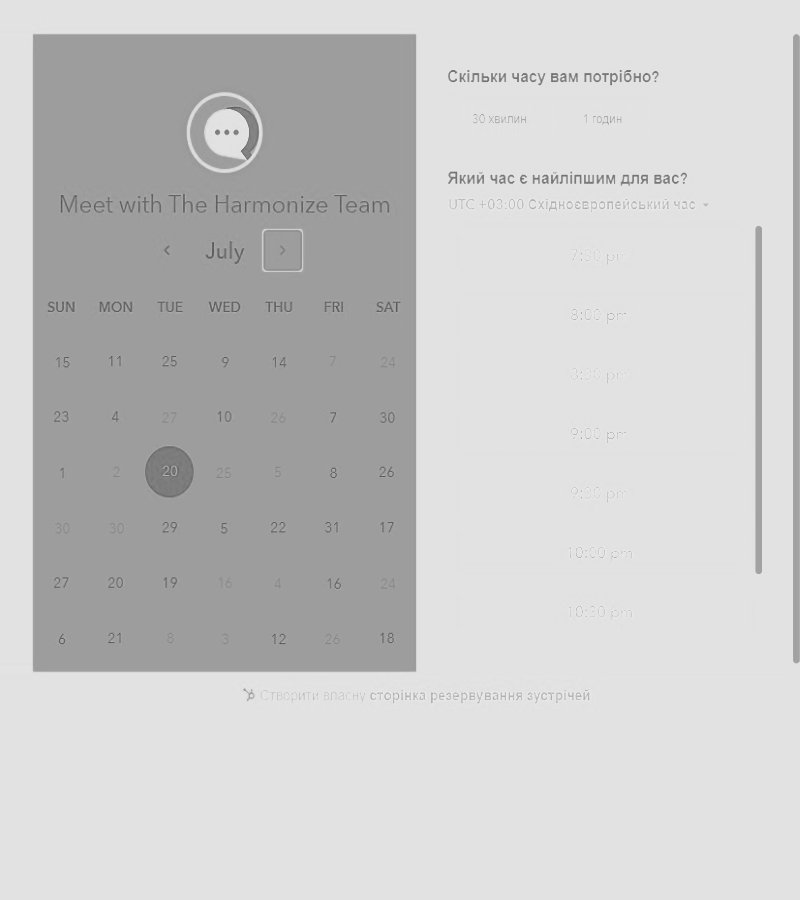 Meet with The Harmonize Team
July
SUN MON TUE WED THU FRI SAT
15 11 25 9 14 7 24
23 4 27 10 26 7 30
1 2 20 25 5 8 26
30 30 29 5 22 31 17
27 20 19 16 4 16 24
6 21 8 3 12 26 18
Скільки часу вам потрібно?
30 хвилин 1 годин
Який час є найліпшим для вас?
UTC +03:00 Східноєвропейський час
7:30 pm
8:00 pm
8:30 pm
9:00 pm
9:30 pm
10:00 pm
10:30 pm
Створити власну сторінка резервування зустрічей